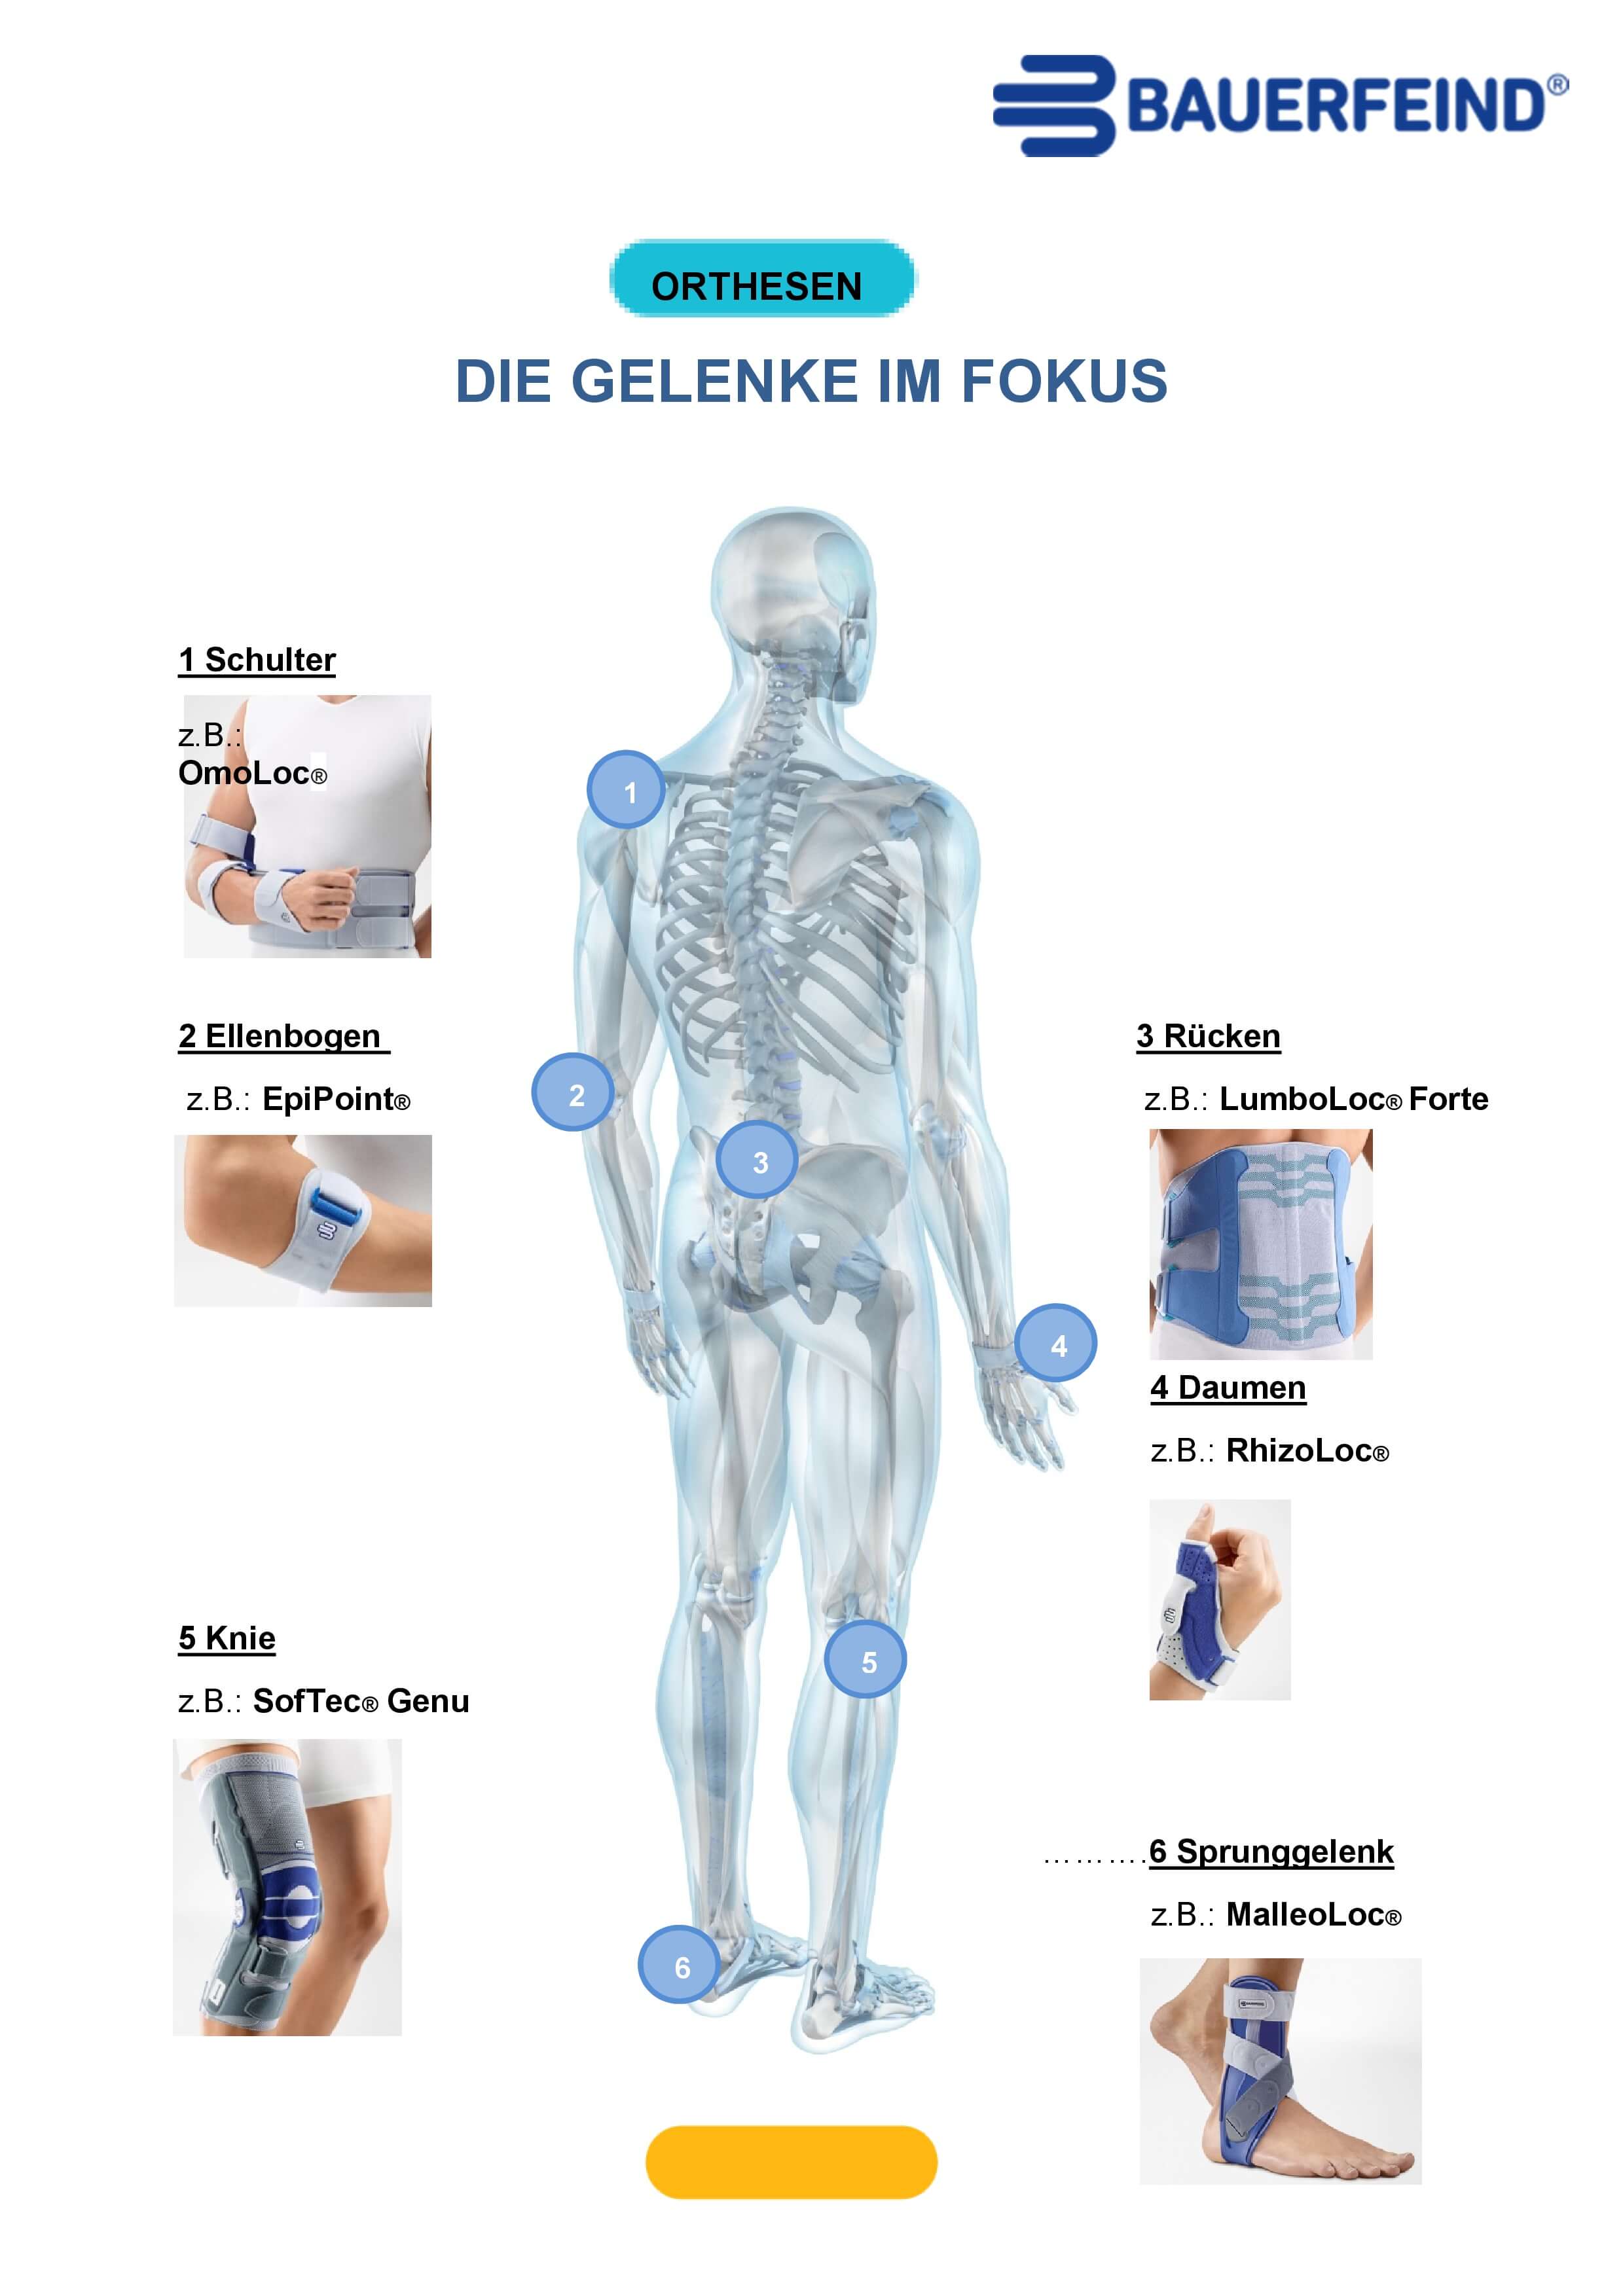 BAUERFEIND®
ORTHESEN
DIE GELENKE IM FOKUS
1 Schulter
z.B.:
OmoLoc®
1
2 Ellenbogen
z.B.: EpiPoint®
2
3 Rücken
z.B.: LumboLoc® Forte
3
4
4 Daumen
z.B.: RhizoLoc®
5 Knie
z.B.: SofTec® Genu
5
……….6 Sprunggelenk
z.B.: MalleoLoc®
6